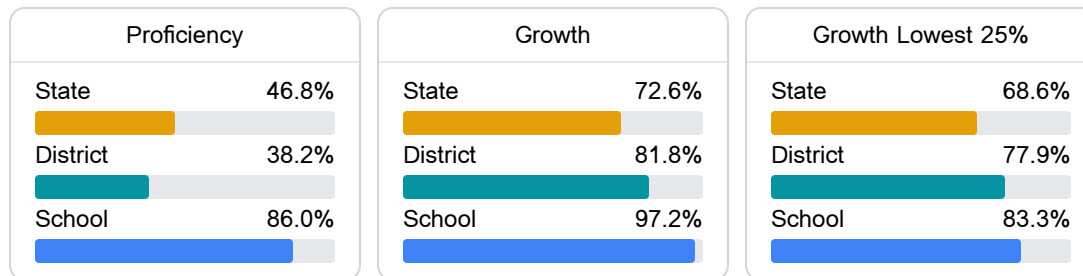 Proficiency
State 46.8%
District 38.2%
School 86.0%
Growth
State 72.6%
District 81.8%
School 97.2%
Growth Lowest 25%
State 68.6%
District 77.9%
School 83.3%